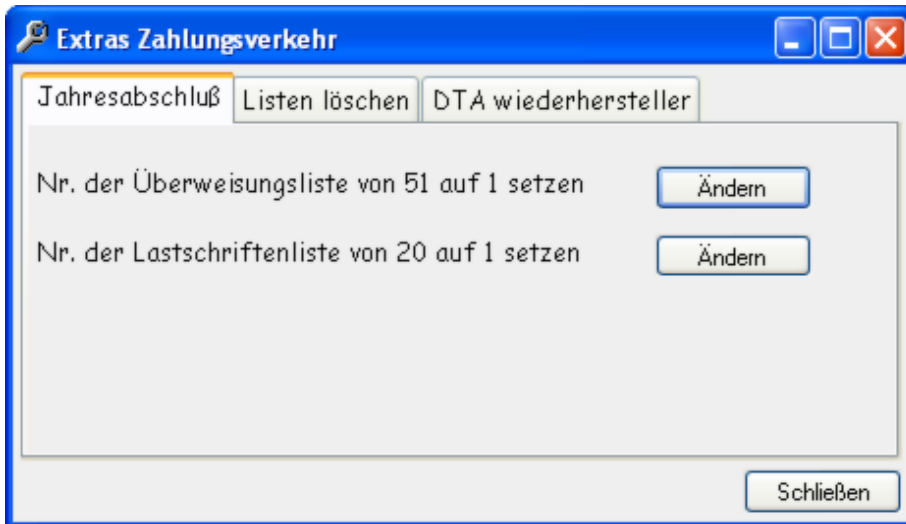 Extras Zahlungsverkehr
Jahresabschluß Listen löschen DTA wiederhersteller
Nr. der Überweisungsliste von 51 auf 1 setzen Ändern
Nr. der Lastschriftenliste von 20 auf 1 setzen Ändern
Schließen